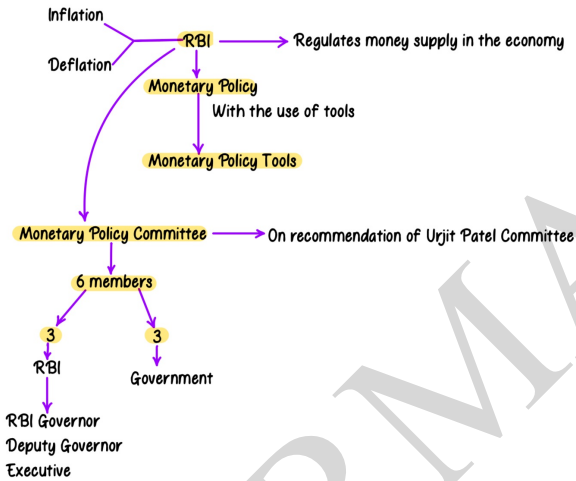 Inflation
Deflation
RBI
Regulates money supply in the economy
Monetary Policy
With the use of tools
Monetary Policy Tools
Monetary Policy Committee
On recommendation of Urjit Patel Committee
6 members
3
3
RBI
Government
RBI Governor
Deputy Governor
Executive